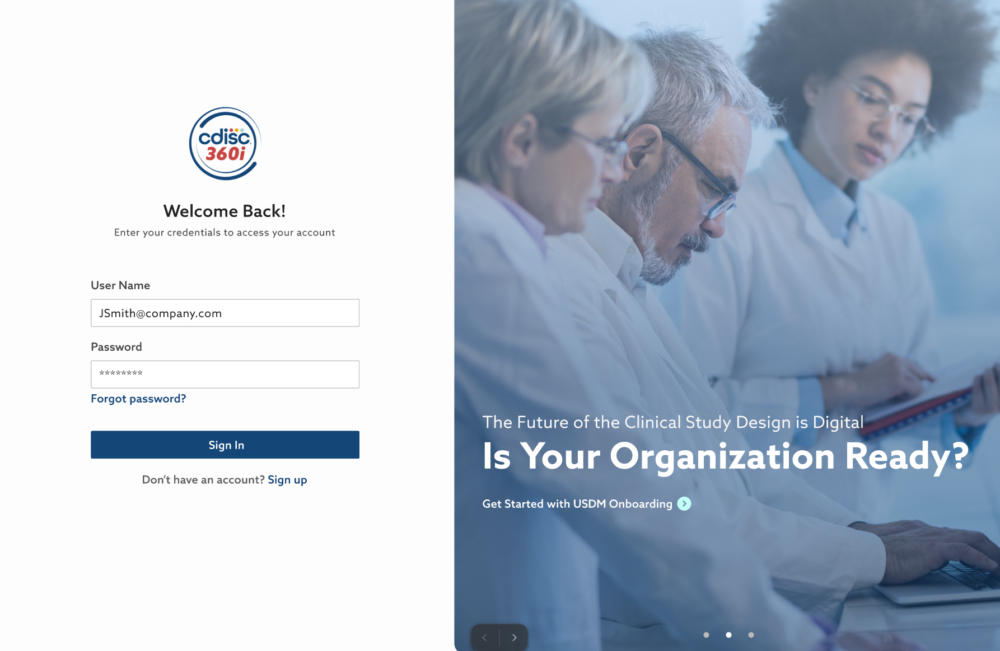 cdisc
360i
Welcome Back!
Enter your credentials to access your account
User Name
JSmith@company.com
Password
********
Forgot password?
Sign In
Don’t have an account? Sign up
The Future of the Clinical Study Design is Digital
Is Your Organization Ready?
Get Started with USDM Onboarding